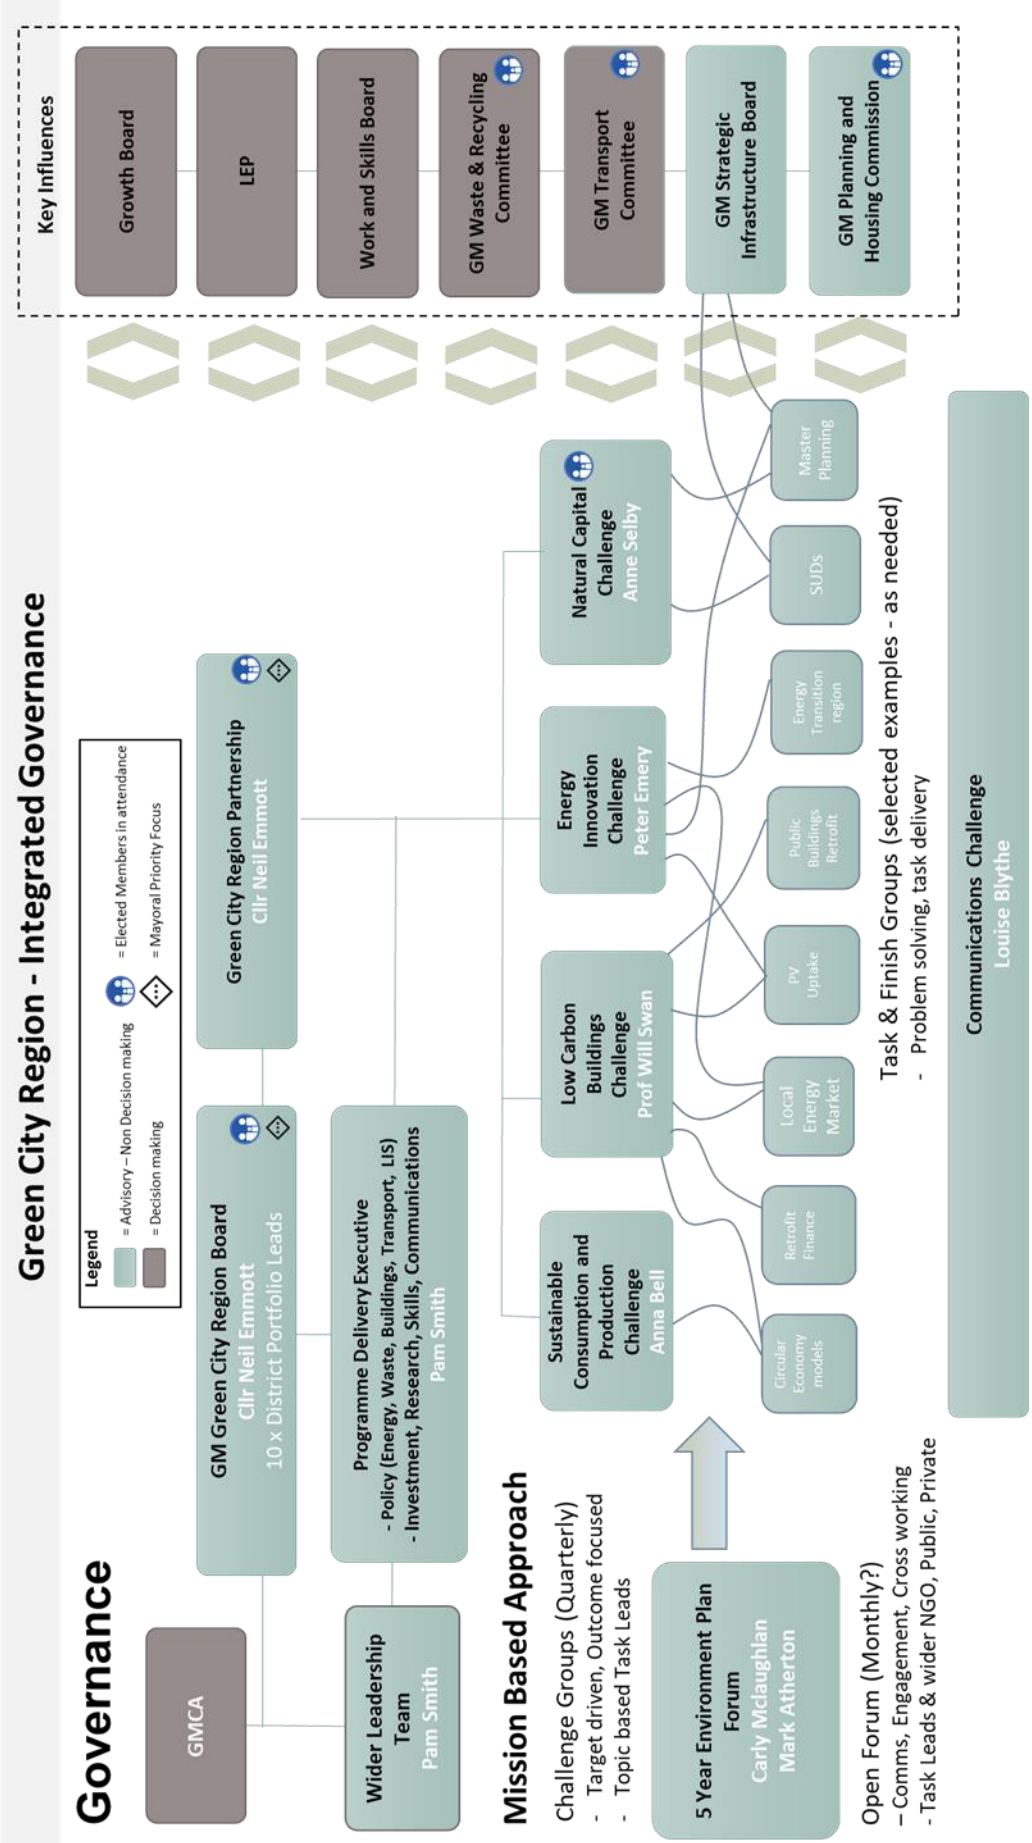 Green City Region - Integrated Governance
Governance
Legend
= Advisory – Non Decision making
= Decision making
= Elected Members in attendance
= Mayoral Priority Focus
GMCA
GM Green City Region Board
Cllr Neil Emmott
10 x District Portfolio Leads
Green City Region Partnership
Cllr Neil Emmott
Wider Leadership
Team
Pam Smith
Programme Delivery Executive
- Policy (Energy, Waste, Buildings, Transport, LIS)
- Investment, Research, Skills, Communications
Pam Smith
Key Influences
Growth Board
LEP
Work and Skills Board
GM Waste & Recycling
Committee
GM Transport
Committee
GM Strategic
Infrastructure Board
GM Planning and
Housing Commission
Mission Based Approach
Challenge Groups (Quarterly)
- Target driven, Outcome focused
- Topic based Task Leads
Sustainable
Consumption and
Production
Challenge
Anna Bell
Low Carbon
Buildings
Challenge
Prof Will Swan
Energy
Innovation
Challenge
Peter Emery
Natural Capital
Challenge
Anne Selby
5 Year Environment Plan
Forum
Carly Mclaughlan
Mark Atherton
Circular
Economy
models
Retrofit
Finance
Local
Energy
Market
PV
Uptake
Public
Buildings
Retrofit
Energy
Transition
region
SUDs
Master
Planning
Open Forum (Monthly?)
– Comms, Engagement, Cross working
- Task Leads & wider NGO, Public, Private
Task & Finish Groups (selected examples - as needed)
- Problem solving, task delivery
Communications Challenge
Louise Blythe